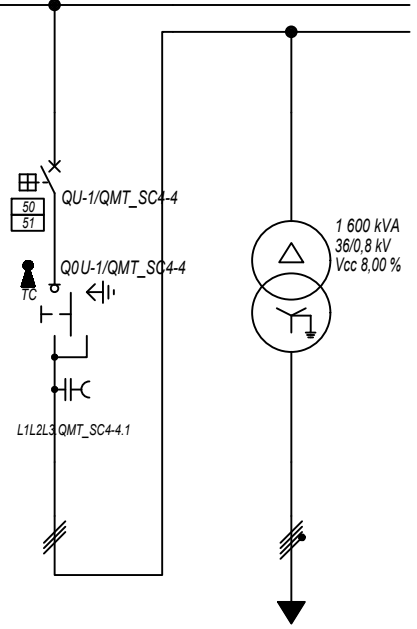 QU-1/QMT_SC4-4
50
51
Q0U-1/QMT_SC4-4
TC
L1L2L3.QMT_SC4-4.1
1 600 kVA
36/0,8 kV
Vcc 8,00 %